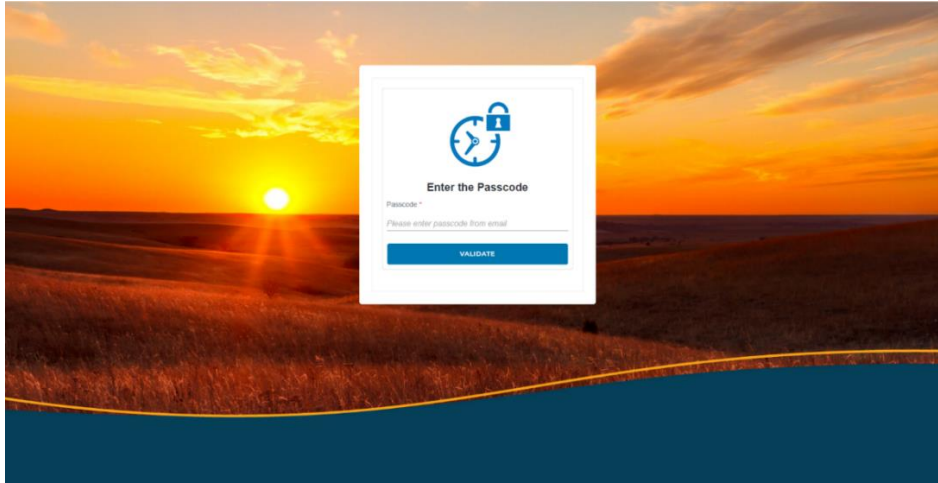 Enter the Passcode
Passcode *
Please enter passcode from email
VALIDATE